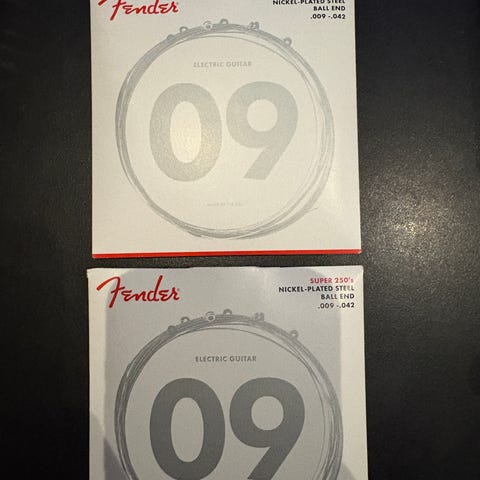 Fender
NICKEL-PLATED STEEL
BALL END
.009 -.042
ELECTRIC GUITAR
09
Fender
SUPER 250's
NICKEL-PLATED STEEL
BALL END
.009 -.042
ELECTRIC GUITAR
09